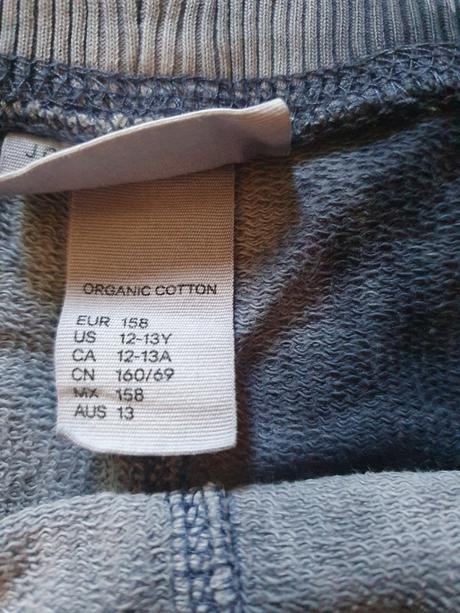 ORGANIC COTTON
EUR 158
US 12-13Y
CA 12-13A
CN 160/69
MX 158
AUS 13